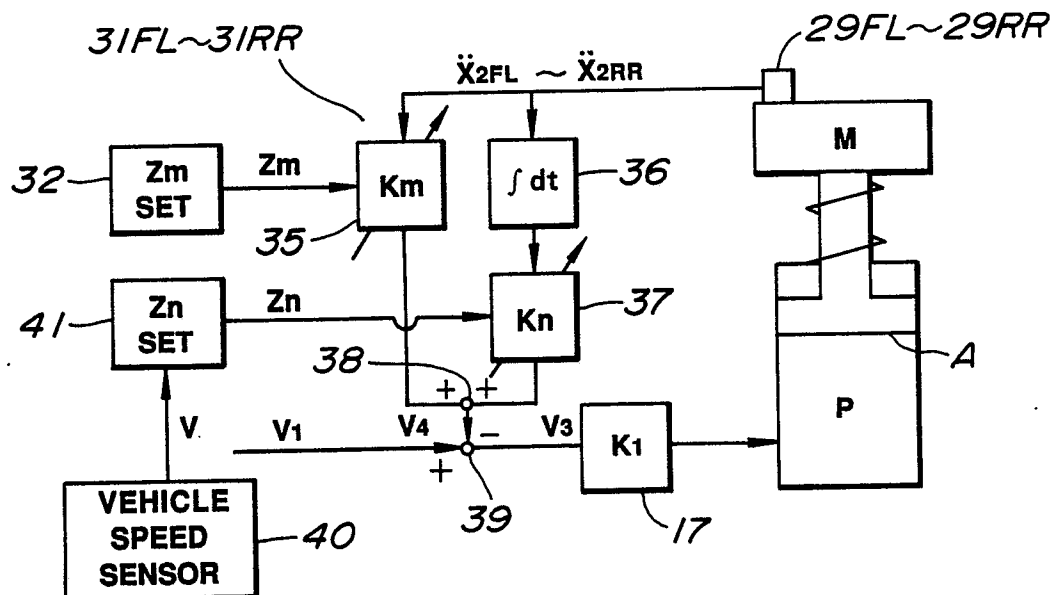 31FL~31RR
29FL~29RR
Ẍ2FL ~ Ẍ2RR
M
32
Zm
SET
Zm
Km
∫ dt
36
35
41
Zn
SET
Zn
Kn
37
38
A
+ +
P
V
V1
V4
−
V3
K1
+
VEHICLE
SPEED
SENSOR
40
39
17